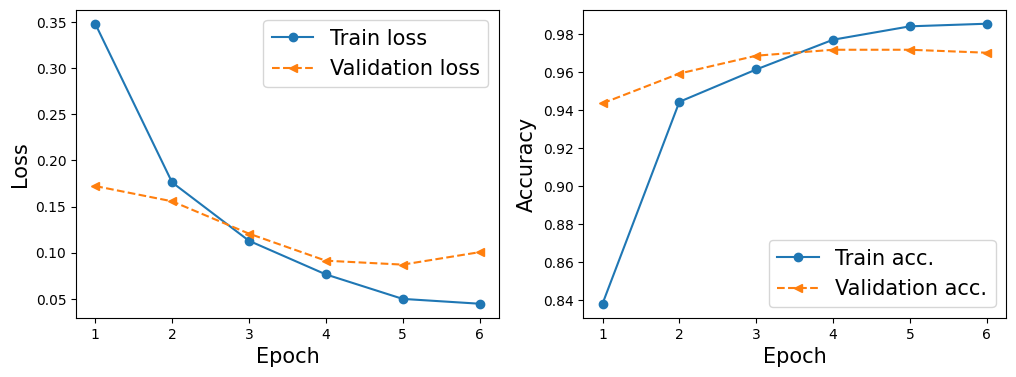 0.35
0.30
0.25
0.20
0.15
0.10
0.05
Loss
1 2 3 4 5 6
Epoch
Train loss
Validation loss
0.98
0.96
0.94
0.92
0.90
0.88
0.86
0.84
Accuracy
1 2 3 4 5 6
Epoch
Train acc.
Validation acc.